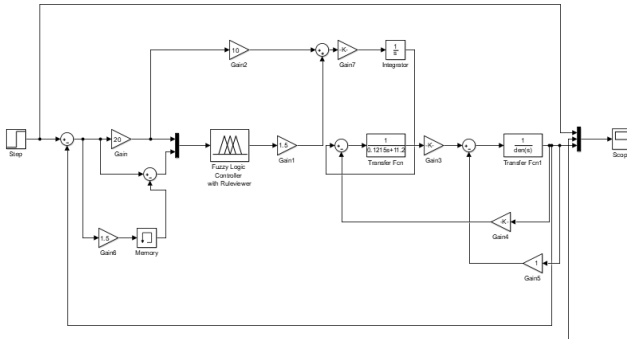 10
Gain2
-K-
Gain7
1
s
Integrator
Step
20
Gain
Fuzzy Logic
Controller
with Ruleviewer
1.5
Gain1
1
0.1215s+11.2
Transfer Fcn
-K-
Gain3
1
den(s)
Transfer Fcn1
Scop
1.5
Gain6
Memory
-K-
Gain4
1
Gain5